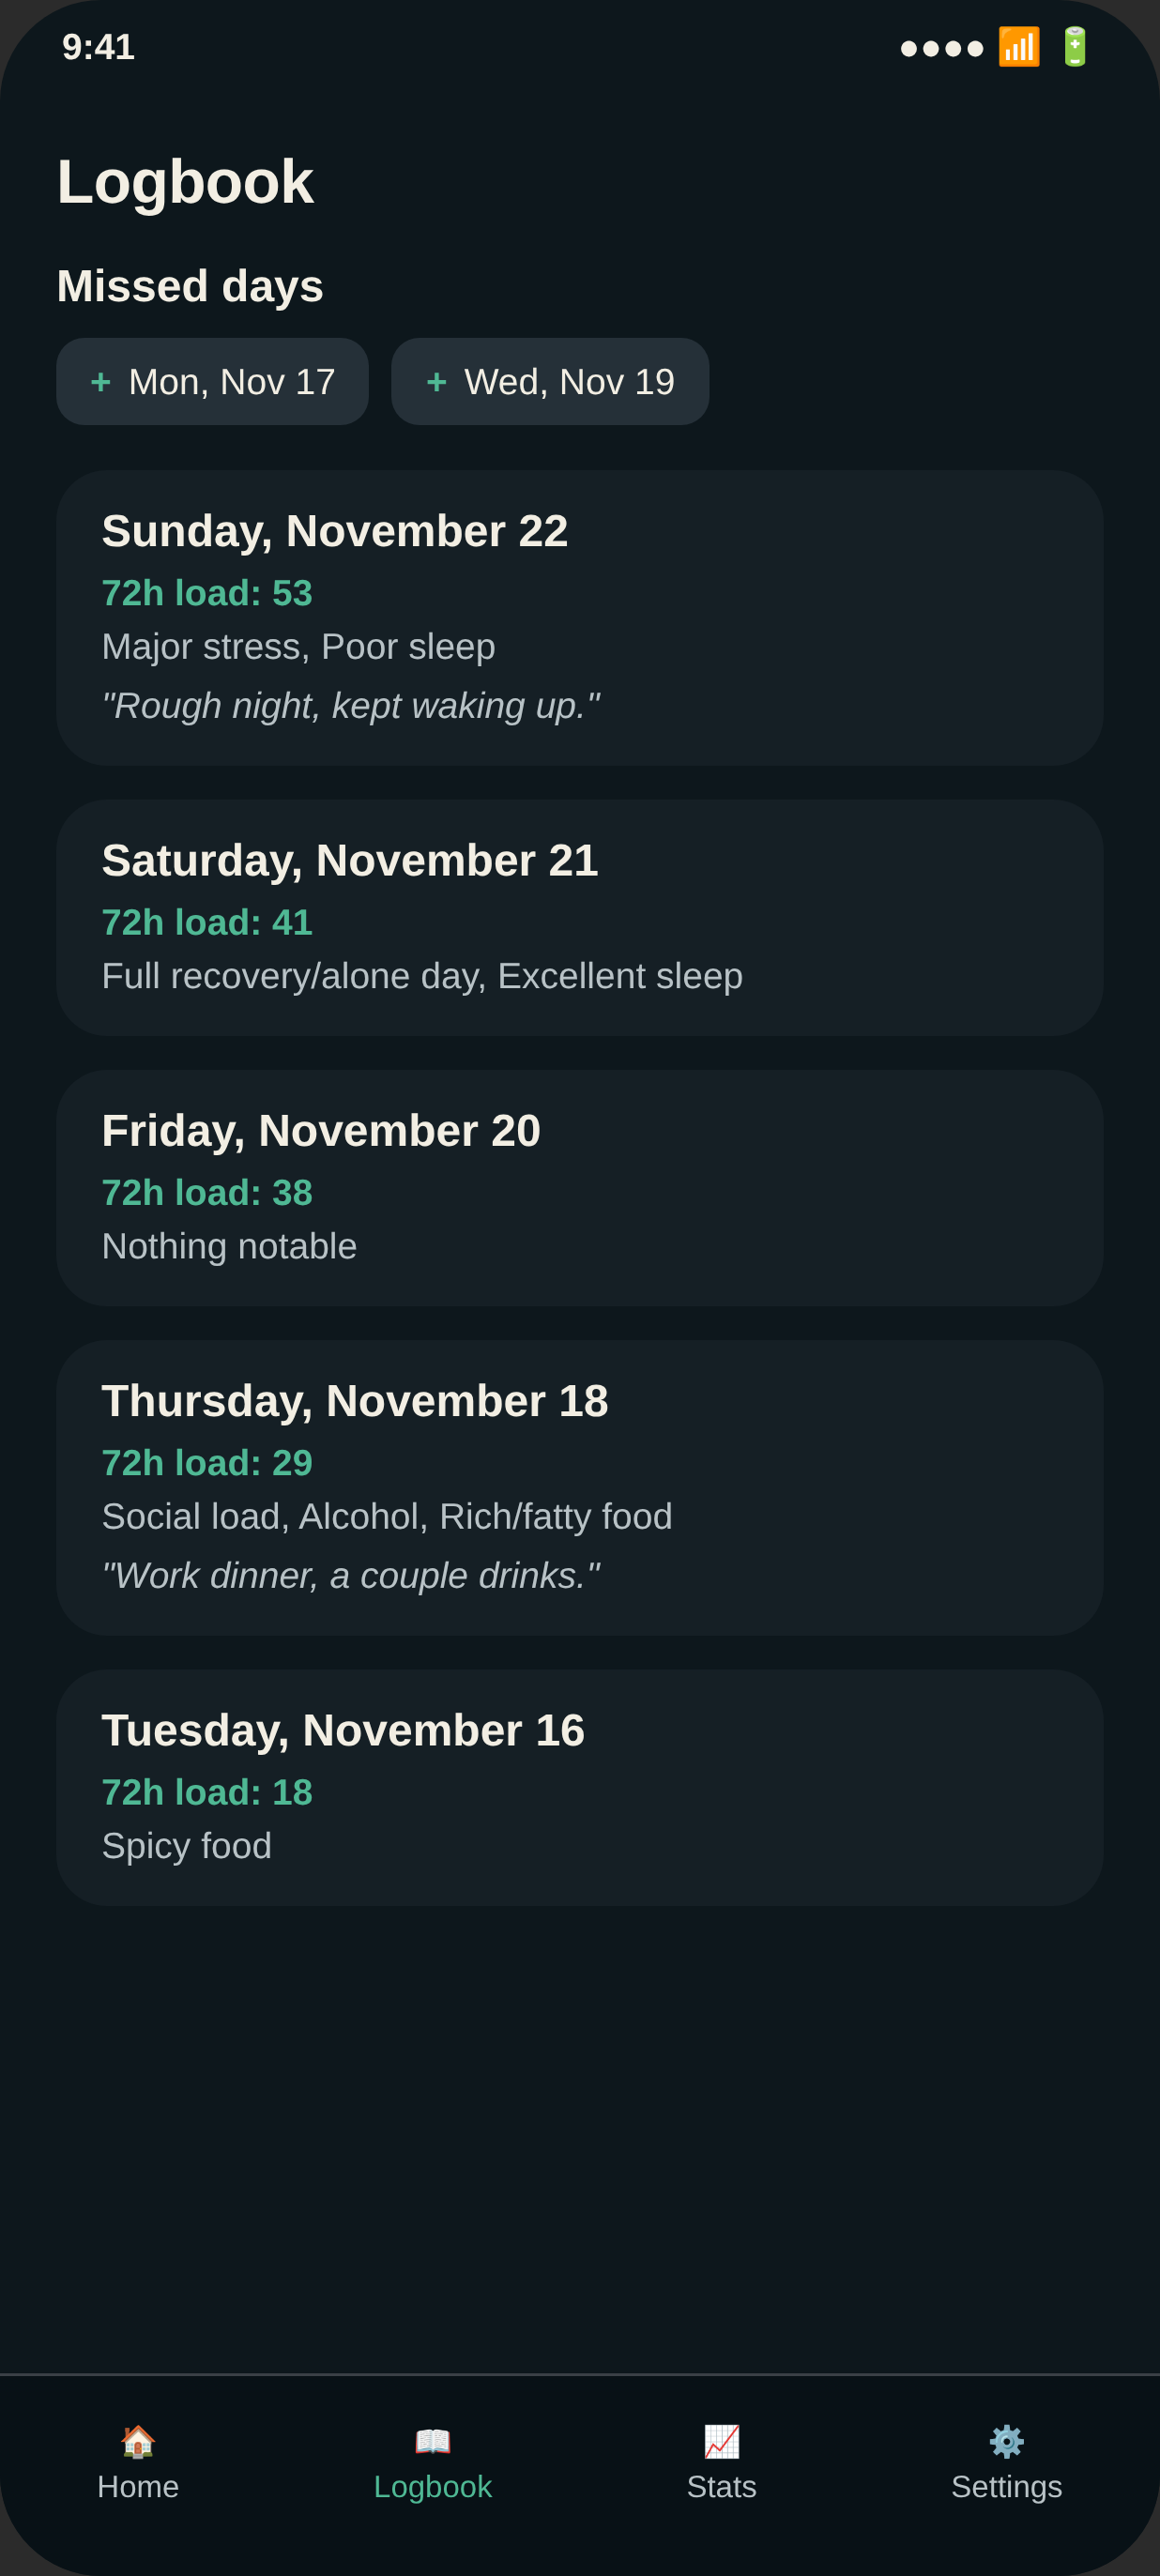 9:41
Logbook
Missed days
+ Mon, Nov 17
+ Wed, Nov 19
Sunday, November 22
72h load: 53
Major stress, Poor sleep
"Rough night, kept waking up."
Saturday, November 21
72h load: 41
Full recovery/alone day, Excellent sleep
Friday, November 20
72h load: 38
Nothing notable
Thursday, November 18
72h load: 29
Social load, Alcohol, Rich/fatty food
"Work dinner, a couple drinks."
Tuesday, November 16
72h load: 18
Spicy food
Home
Logbook
Stats
Settings